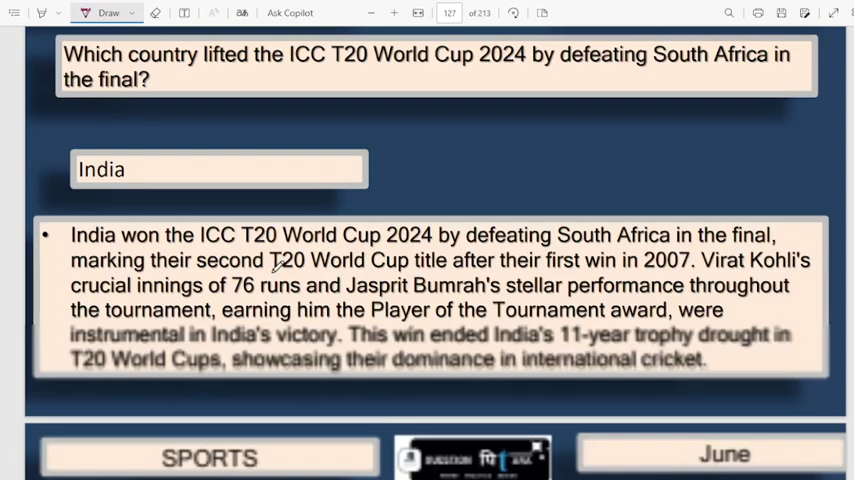 Draw
Ask Copilot
127 of 213
Which country lifted the ICC T20 World Cup 2024 by defeating South Africa in
the final?
India
• India won the ICC T20 World Cup 2024 by defeating South Africa in the final,
marking their second T20 World Cup title after their first win in 2007. Virat Kohli's
crucial innings of 76 runs and Jasprit Bumrah's stellar performance throughout
the tournament, earning him the Player of the Tournament award, were
instrumental in India's victory. This win ended India's 11-year trophy drought in
T20 World Cups, showcasing their dominance in international cricket.
SPORTS
QUESTION पिt
June